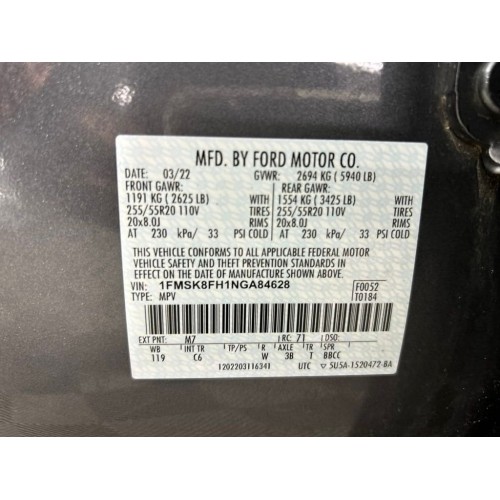 MFD. BY FORD MOTOR CO.
DATE: 03/22 GVWR: 2694 KG ( 5940 LB)
FRONT GAWR: REAR GAWR:
1191 KG ( 2625 LB) WITH 1554 KG ( 3425 LB) WITH
255/55R20 110V TIRES 255/55R20 110V TIRES
20x8.0J RIMS 20x8.0J RIMS
AT 230 kPa/ 33 PSI COLD AT 230 kPa/ 33 PSI COLD
THIS VEHICLE CONFORMS TO ALL APPLICABLE FEDERAL MOTOR
VEHICLE SAFETY AND THEFT PREVENTION STANDARDS IN EFFECT
ON THE DATE OF MANUFACTURE SHOWN ABOVE.
VIN: 1FMSK8FH1NGA84628 F0052
TYPE: MPV T0184
EXT PNT: M7 RC: 71 DSO:
WB TP/PS R AXLE TR SPR
119 C6 W 3B T 8BCC
1202203116341 UTC ▽ 5U5A-1520472-BA